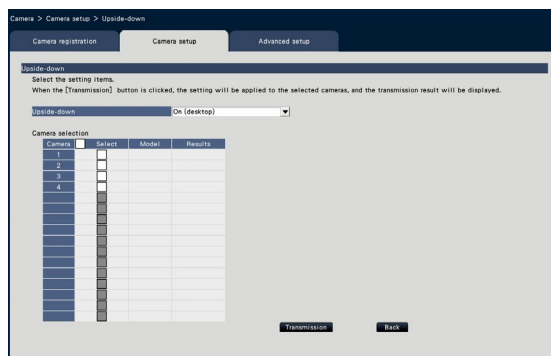 Camera > Camera setup > Upside-down
Camera registration
Camera setup
Advanced setup
Upside-down
Select the setting items.
When the [Transmission] button is clicked, the setting will be applied to the selected cameras, and the transmission result will be displayed.
Upside-down On (desktop)
Camera selection
Camera Select Model Results
1
2
3
4
Transmission Back